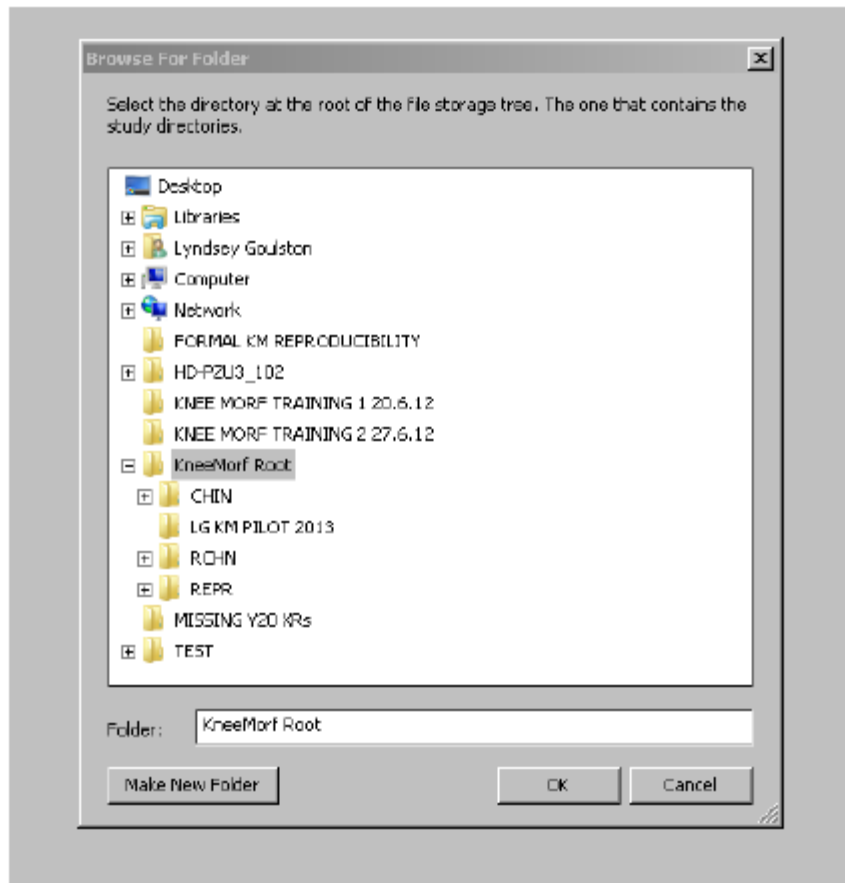 Browse For Folder
Select the directory at the root of the file storage tree. The one that contains the
study directories.
Desktop
Libraries
Lyndsey Goulston
Computer
Network
FORMAL KM REPRODUCIBILITY
HD-PZU3_102
KNEE MORF TRAINING 1 20.6.12
KNEE MORF TRAINING 2 27.6.12
KneeMorf Root
CHIN
LG KM PILOT 2013
RCHN
REPR
MISSING Y20 KRs
TEST
Folder: KneeMorf Root
Make New Folder OK Cancel